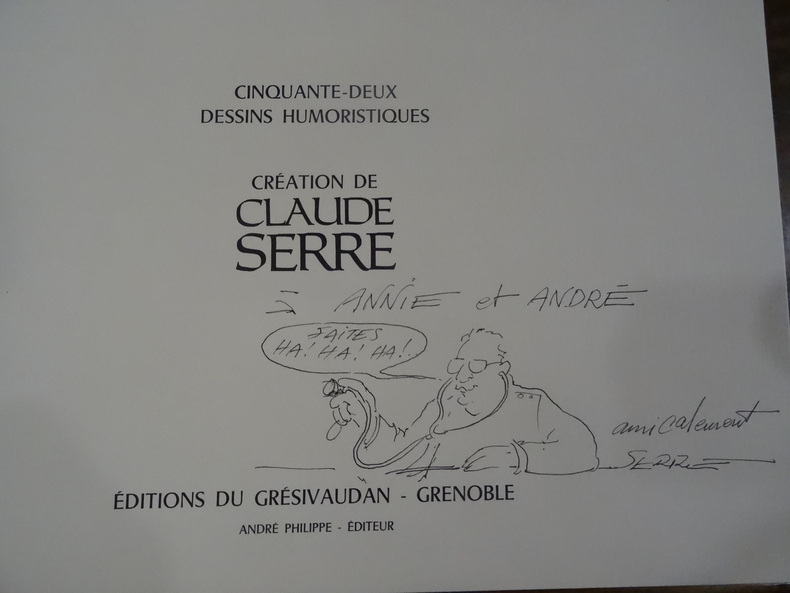 CINQUANTE-DEUX
DESSINS HUMORISTIQUES
CRÉATION DE
CLAUDE
SERRE
à ANNIE et ANDRÉ
FAITES
HA! HA! HA!
amicalement
SERRE
ÉDITIONS DU GRÉSIVAUDAN - GRENOBLE
ANDRÉ PHILIPPE - ÉDITEUR